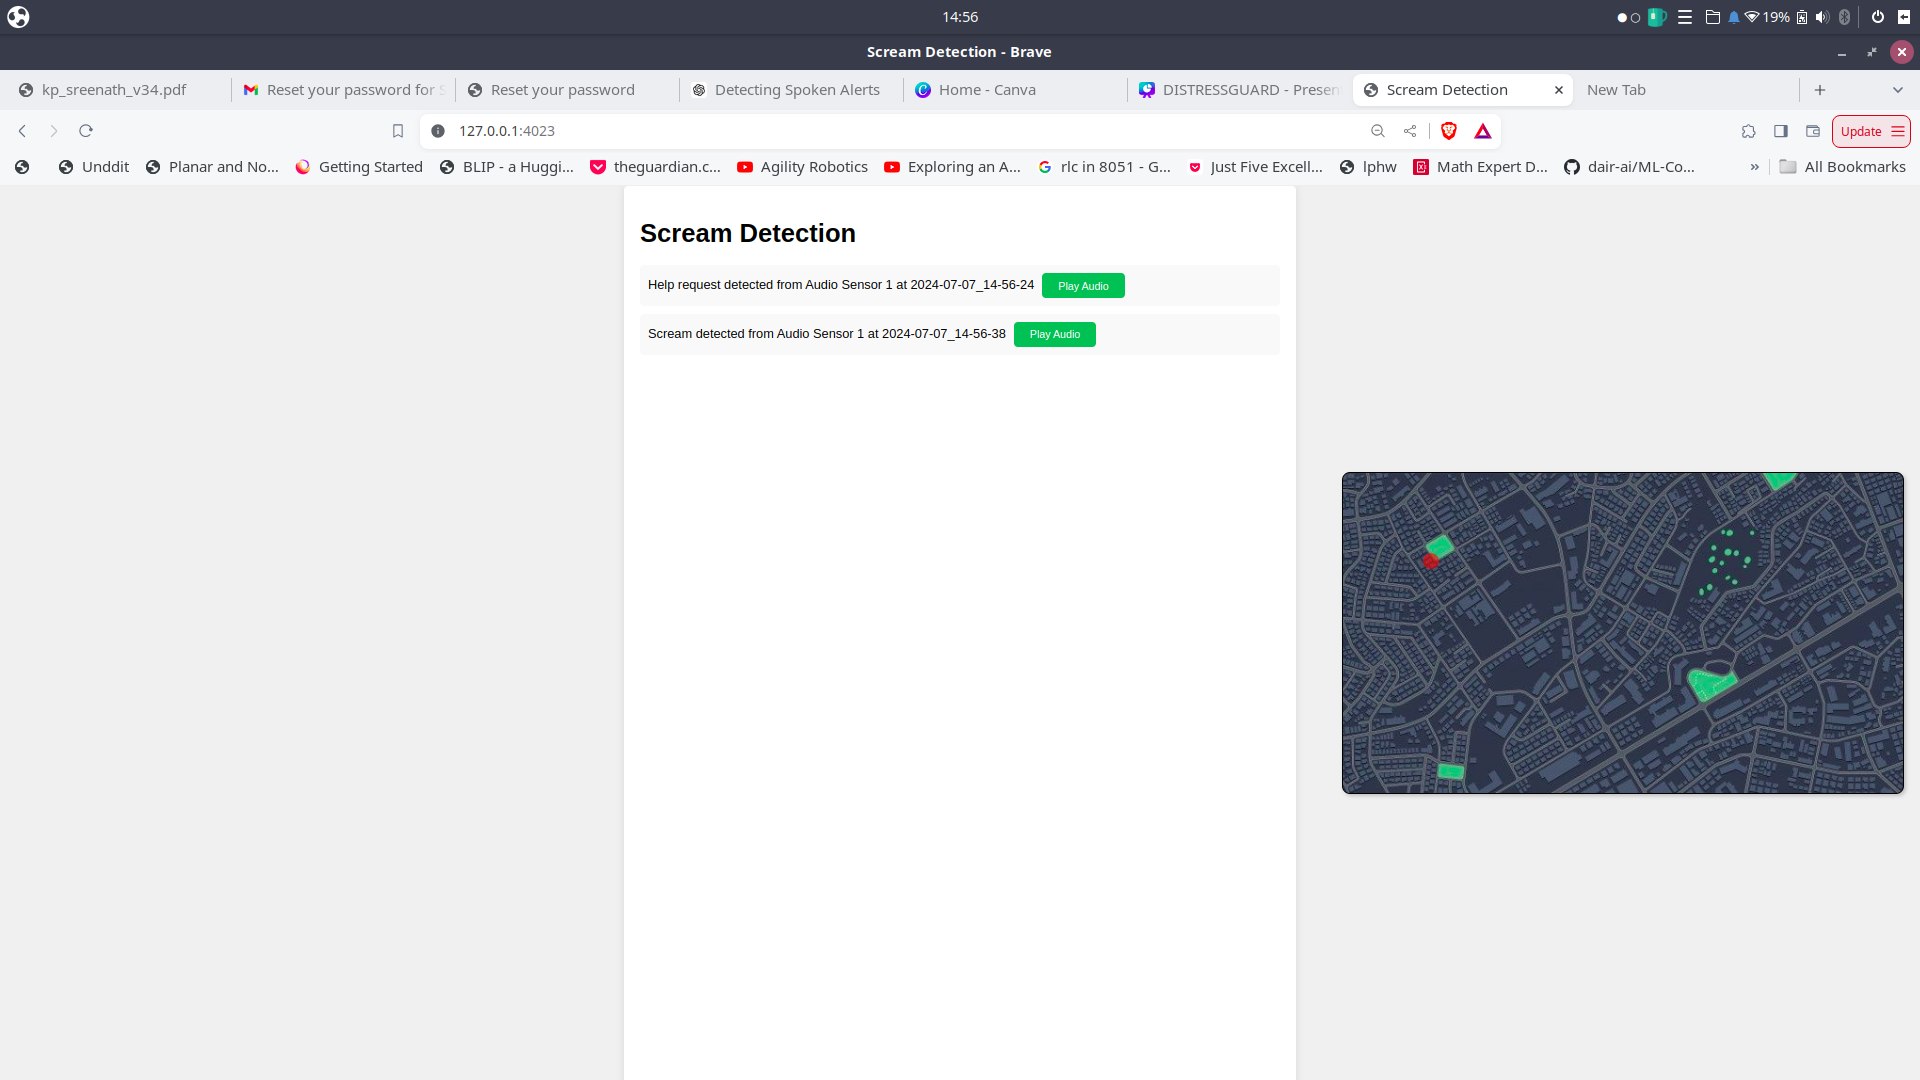 14:56
19%
Scream Detection - Brave
kp_sreenath_v34.pdf
Reset your password for S
Reset your password
Detecting Spoken Alerts
Home - Canva
DISTRESSGUARD - Presen
Scream Detection
New Tab
127.0.0.1:4023
Update
Unddit
Planar and No...
Getting Started
BLIP - a Huggi...
theguardian.c...
Agility Robotics
Exploring an A...
rlc in 8051 - G...
Just Five Excell...
lphw
Math Expert D...
dair-ai/ML-Co...
»
All Bookmarks
Scream Detection
Help request detected from Audio Sensor 1 at 2024-07-07_14-56-24 Play Audio
Scream detected from Audio Sensor 1 at 2024-07-07_14-56-38 Play Audio